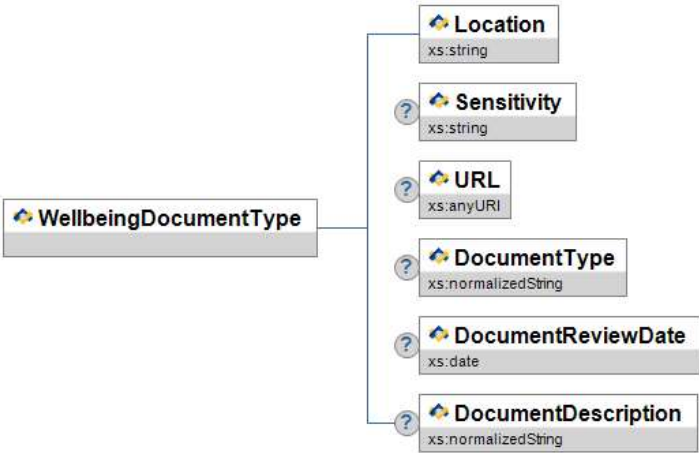 Location
xs:string
?
Sensitivity
xs:string
?
URL
xs:anyURI
WellbeingDocumentType
?
DocumentType
xs:normalizedString
?
DocumentReviewDate
xs:date
?
DocumentDescription
xs:normalizedString